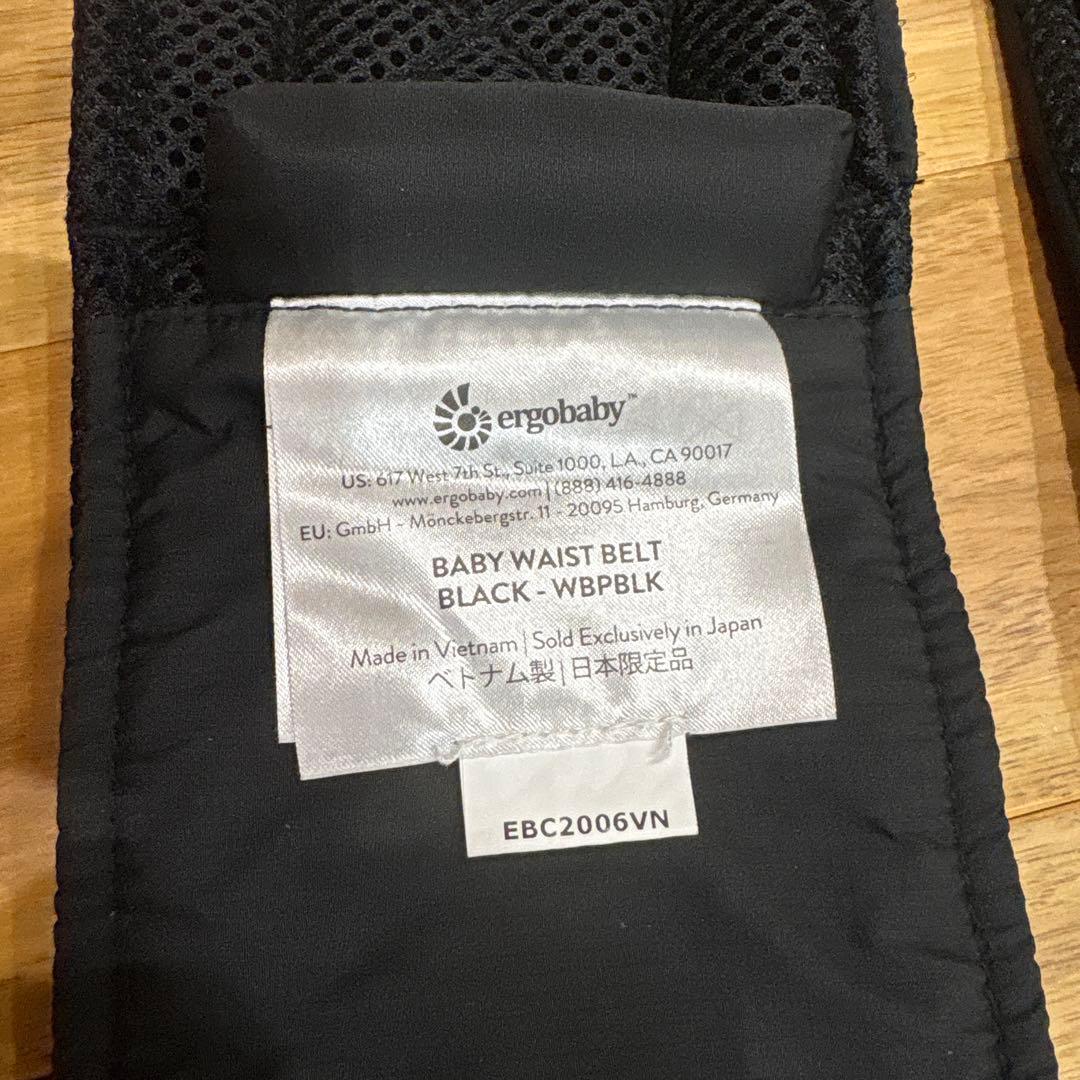 ergobaby™
US: 617 West 7th St., Suite 1000, L.A., CA 90017
www.ergobaby.com | (888) 416-4888
EU: GmbH - Mönckebergstr. 11 - 20095 Hamburg, Germany
BABY WAIST BELT
BLACK - WBPBLK
Made in Vietnam | Sold Exclusively in Japan
ベトナム製 | 日本限定品
EBC2006VN